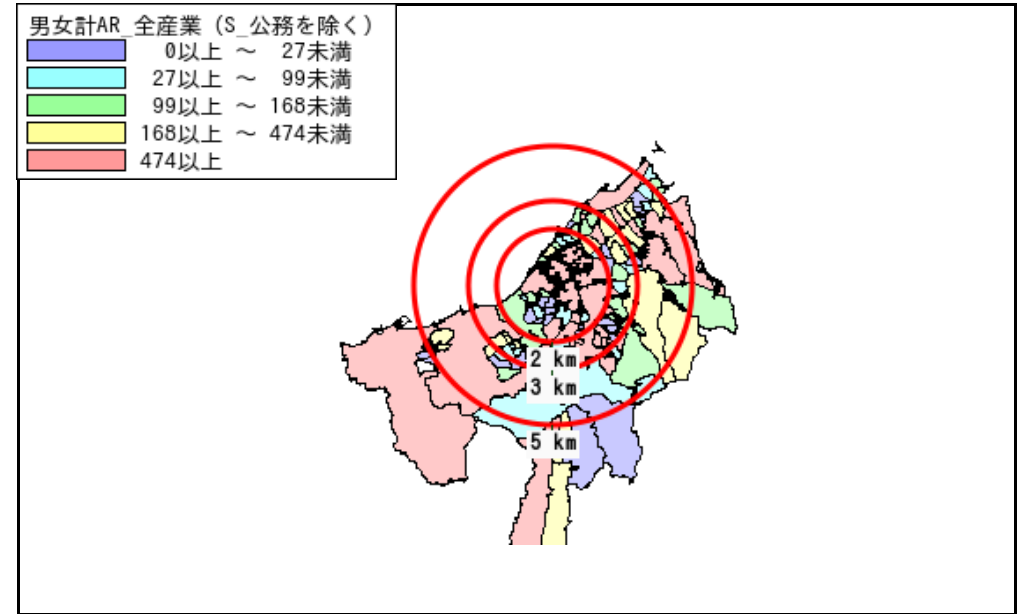 男女計AR_全産業（S_公務を除く）
0以上 ～ 27未満
27以上 ～ 99未満
99以上 ～ 168未満
168以上 ～ 474未満
474以上
2 km
3 km
5 km